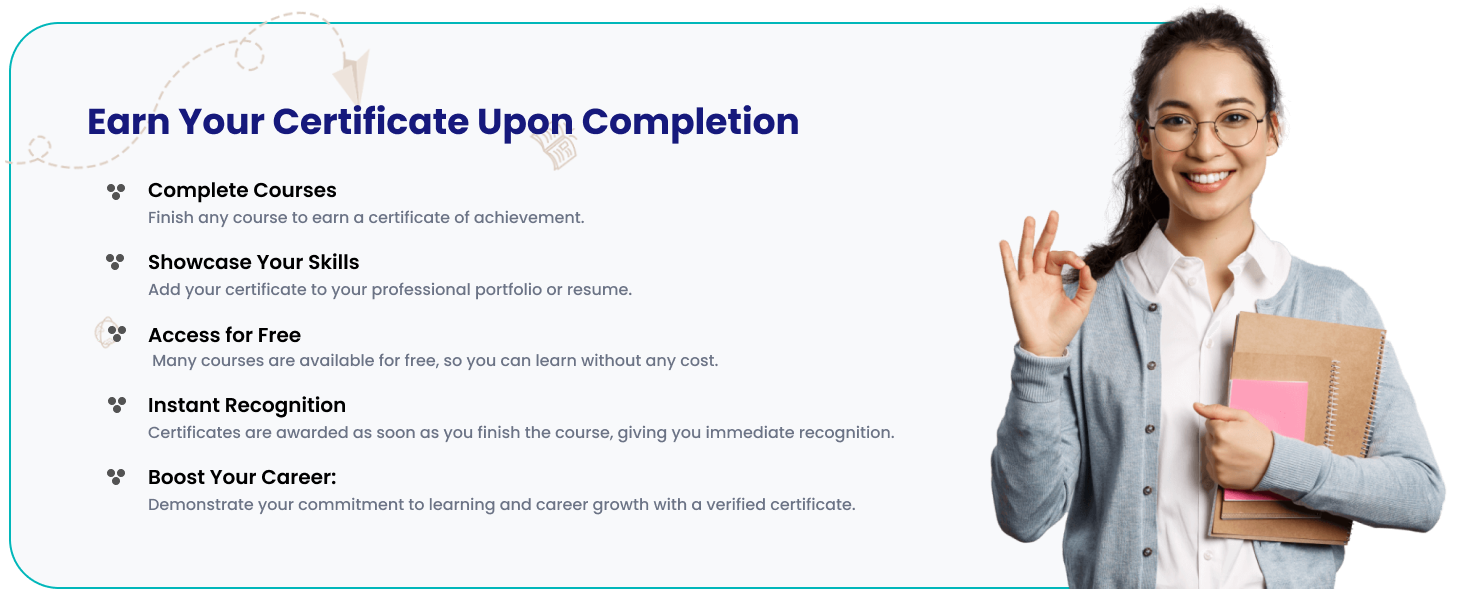 Earn Your Certificate Upon Completion
Complete Courses
Finish any course to earn a certificate of achievement.
Showcase Your Skills
Add your certificate to your professional portfolio or resume.
Access for Free
Many courses are available for free, so you can learn without any cost.
Instant Recognition
Certificates are awarded as soon as you finish the course, giving you immediate recognition.
Boost Your Career:
Demonstrate your commitment to learning and career growth with a verified certificate.